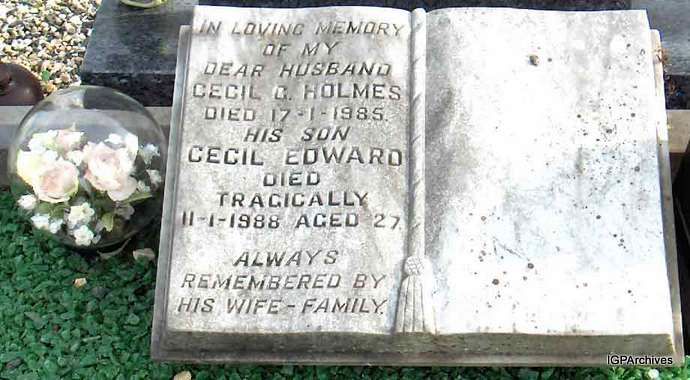 IN LOVING MEMORY
OF MY
DEAR HUSBAND
CECIL G. HOLMES
DIED 17-1-1985.
HIS SON
CECIL EDWARD
DIED
TRAGICALLY
11-1-1988 AGED 27
ALWAYS
REMEMBERED BY
HIS WIFE-FAMILY.
IGPArchives